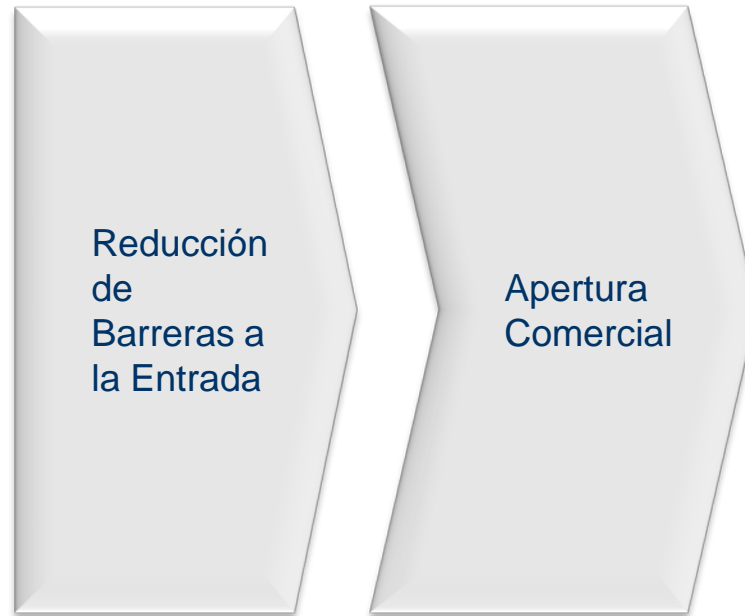 Reducción
de
Barreras a
la Entrada
Apertura
Comercial